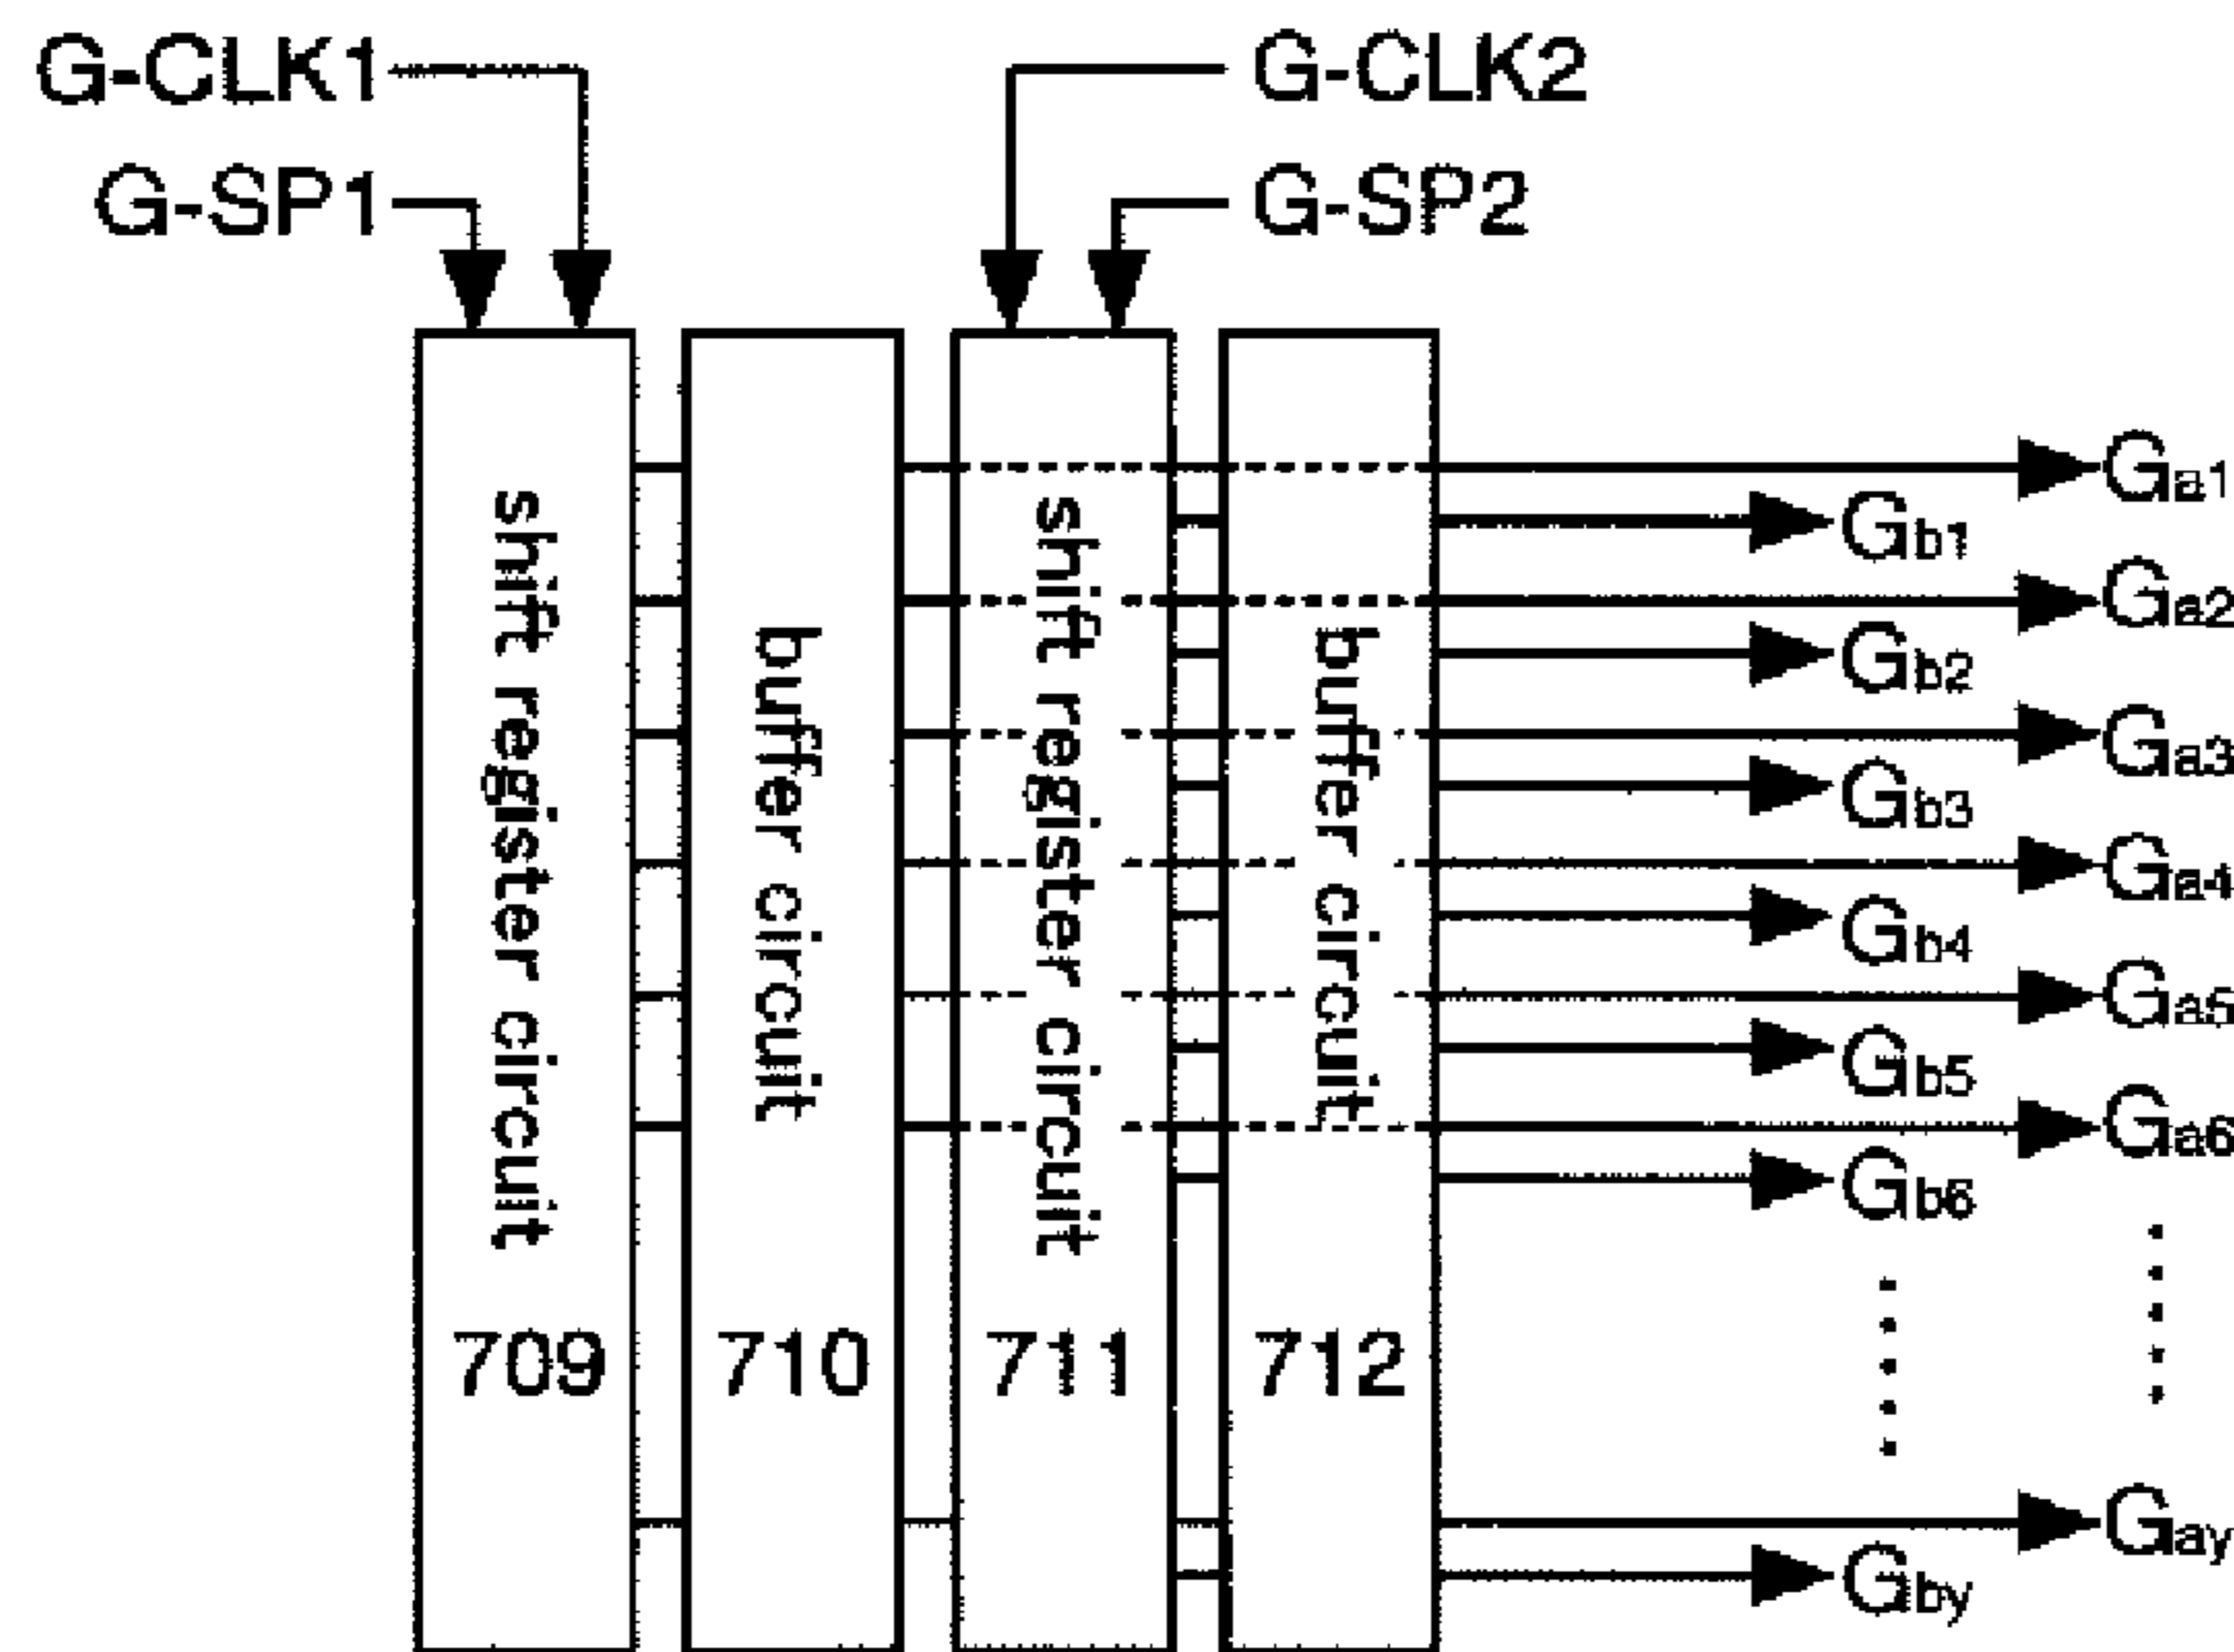 G-CLK1
G-SP1
G-CLK2
G-SP2
shift register circuit
709
buffer circuit
710
shift register circuit
711
buffer circuit
712
Ga1
Gb1
Ga2
Gb2
Ga3
Gb3
Ga4
Gb4
Ga5
Gb5
Ga6
Gb6
Gay
Gby